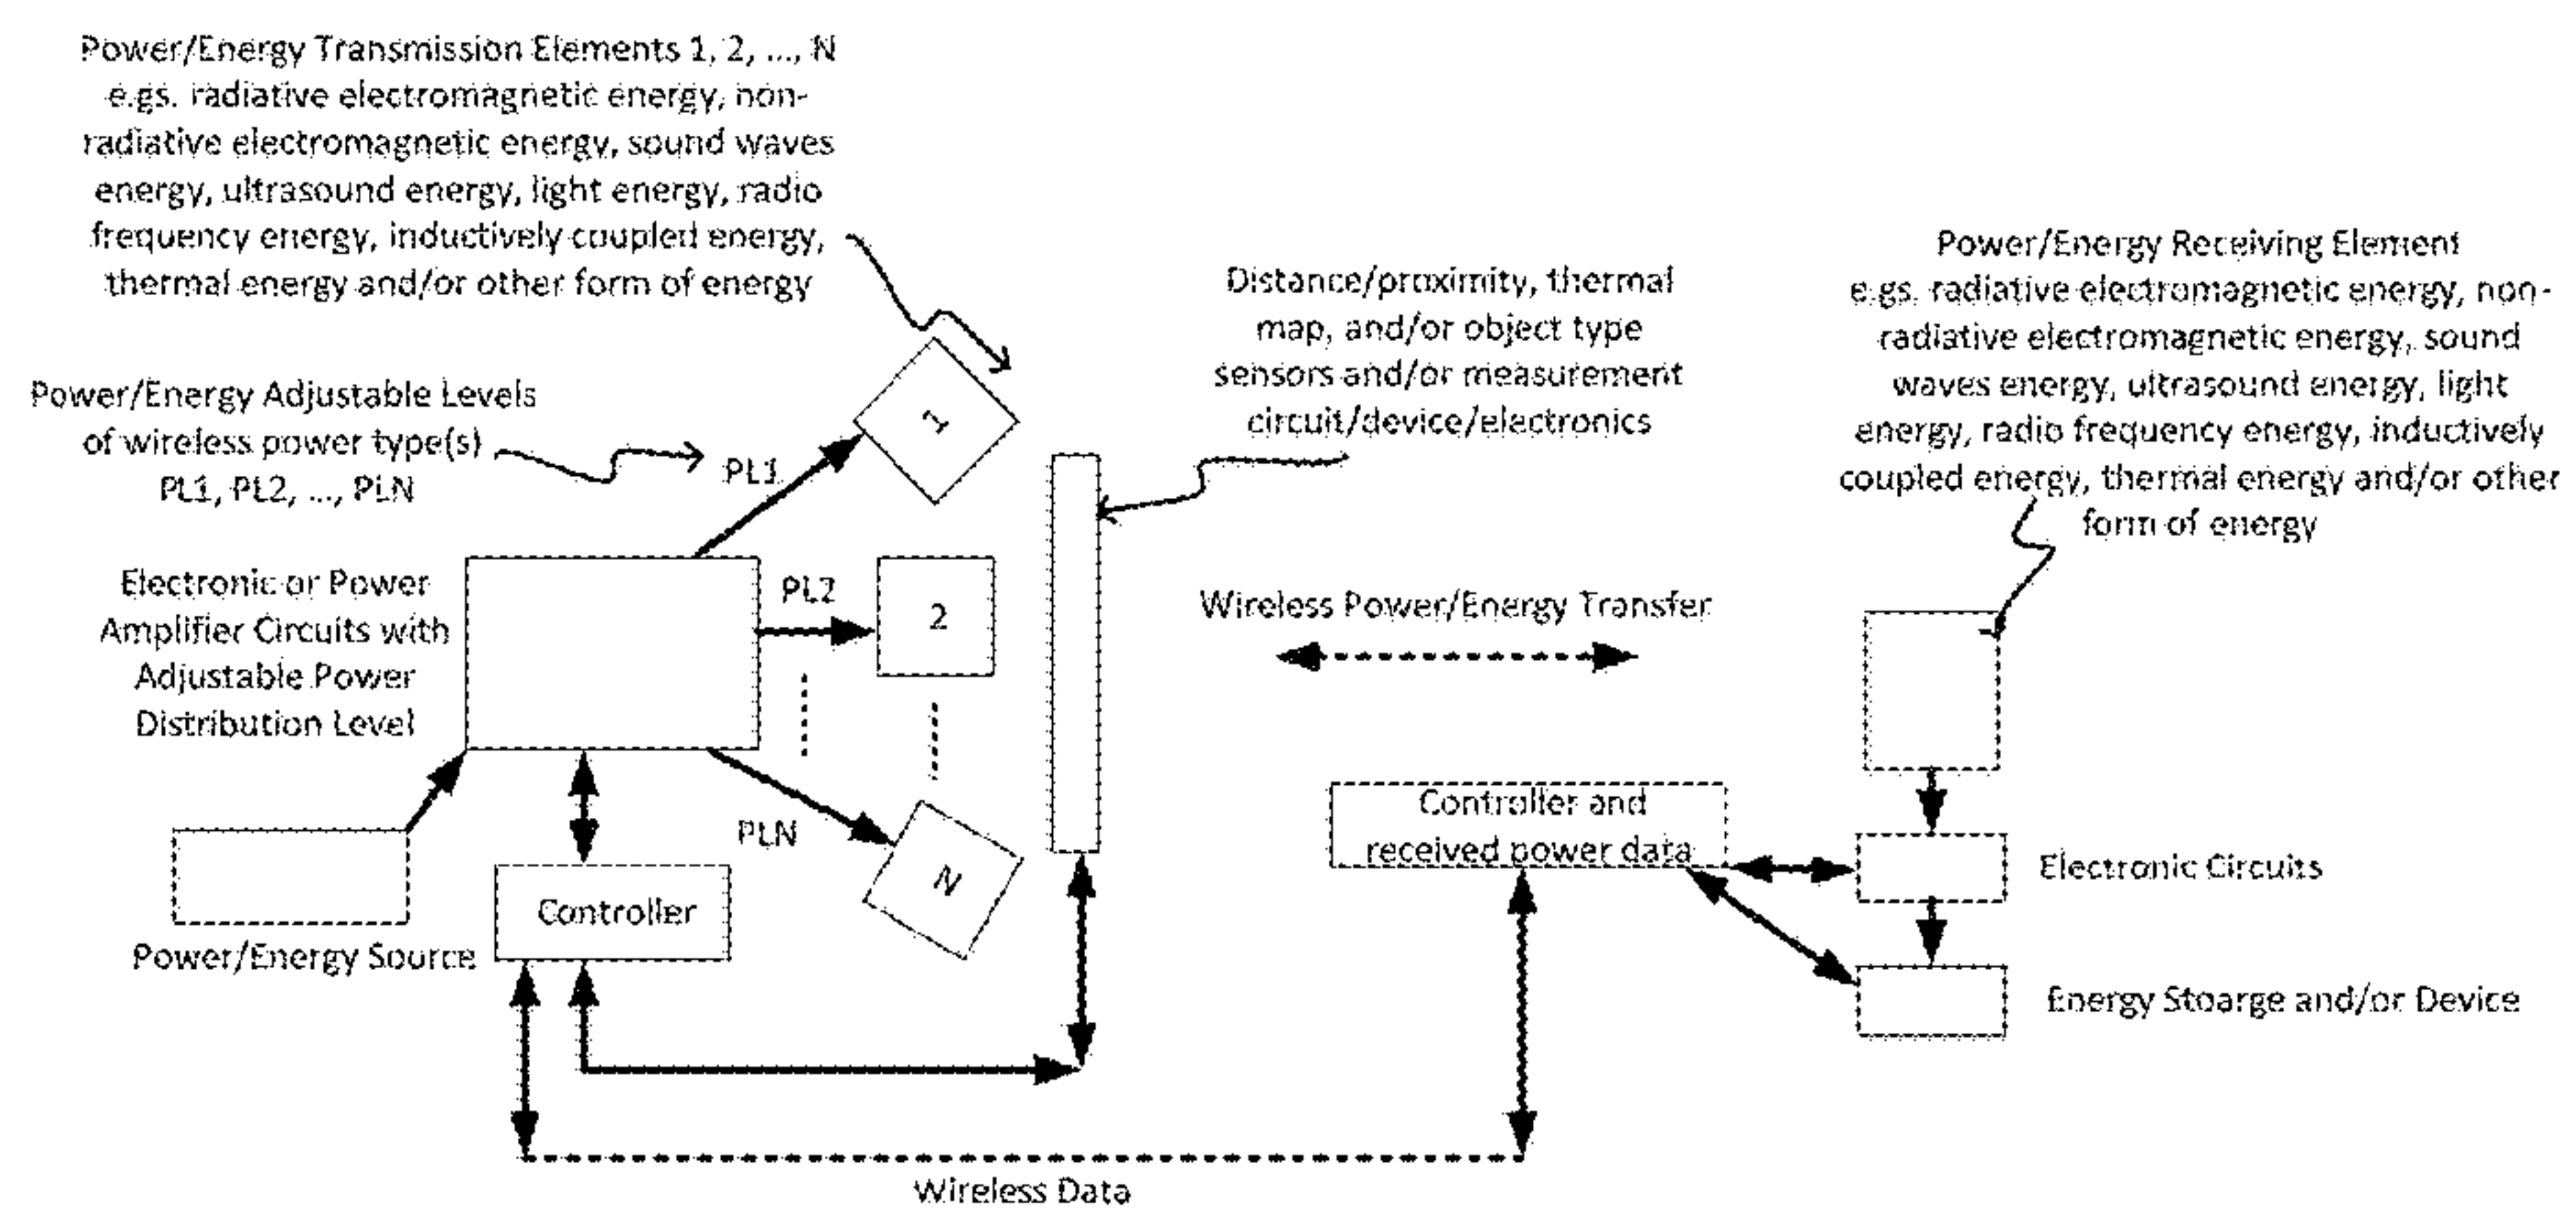 Power/Energy Transmission Elements 1, 2, ..., N
e.gs. radiative electromagnetic energy, non-
radiative electromagnetic energy, sound waves
energy, ultrasound energy, light energy, radio
frequency energy, inductively coupled energy,
thermal energy and/or other form of energy
Power/Energy Adjustable Levels
of wireless power type(s)
PL1, PL2, ..., PLN
PL1
1
Distance/proximity, thermal
map, and/or object type
sensors and/or measurement
circuit/device/electronics
Power/Energy Receiving Element
e.gs. radiative electromagnetic energy, non-
radiative electromagnetic energy, sound
waves energy, ultrasound energy, light
energy, radio frequency energy, inductively
coupled energy, thermal energy and/or other
form of energy
Electronic or Power
Amplifier Circuits with
Adjustable Power
Distribution Level
PL2
2
Wireless Power/Energy Transfer
PLN
N
Controller and
received power data
Electronic Circuits
Controller
Power/Energy Source
Energy Stoarge and/or Device
Wireless Data